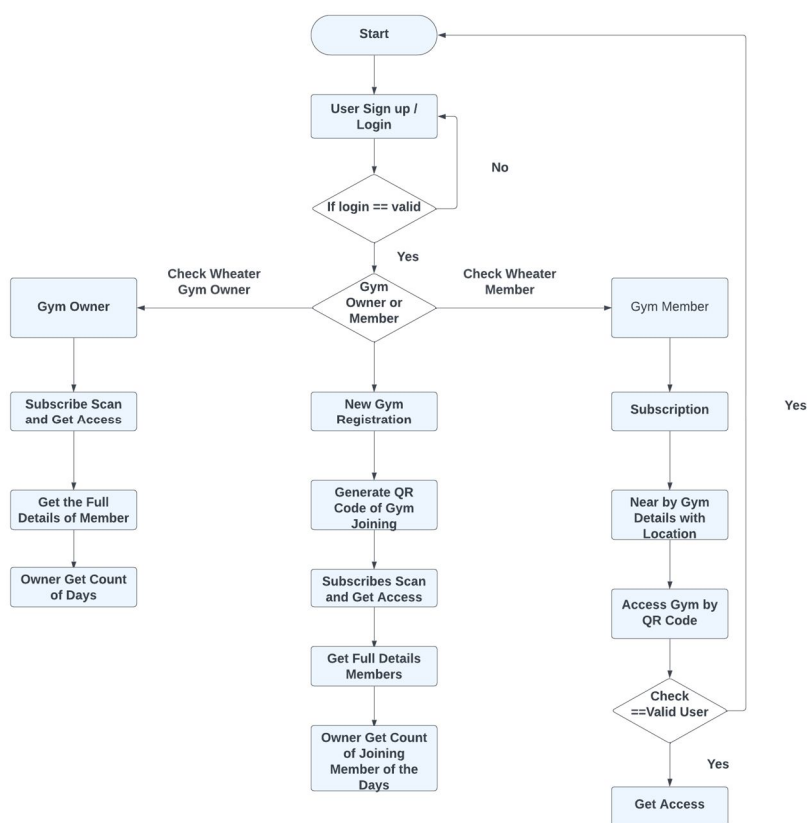 Start
User Sign up /
Login
No
If login == valid
Yes
Check Wheater
Gym Owner
Check Wheater
Member
Gym
Owner or
Member
Gym Owner
Gym Member
Subscribe Scan
and Get Access
New Gym
Registration
Subscription
Yes
Get the Full
Details of Member
Generate QR
Code of Gym
Joining
Near by Gym
Details with
Location
Owner Get Count
of Days
Subscribes Scan
and Get Access
Access Gym by
QR Code
Get Full Details
Members
Check
==Valid User
Owner Get Count
of Joining
Member of the
Days
Yes
Get Access